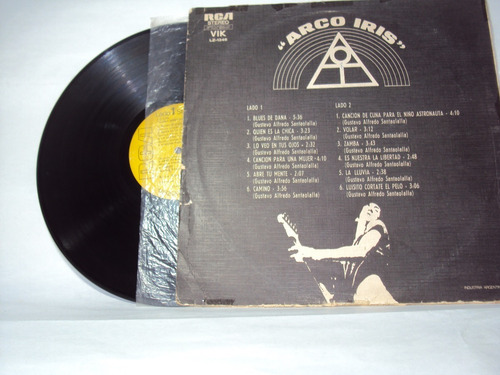 RCA
STEREO
VIK
"ARCO IRIS"
LADO 1
1. BLUES DE DANA - 5:36
(Gustavo Alfredo Santaolalla)
2. QUIEN ES LA CHICA - 3:23
(Gustavo Alfredo Santaolalla)
3. LO VEO EN TUS OJOS - 2:32
(Gustavo Alfredo Santaolalla)
4. CANCION PARA UNA MUJER - 4:10
(Gustavo Alfredo Santaolalla)
5. ABRE TU MENTE - 2:07
(Gustavo Alfredo Santaolalla)
6. CAMINO - 3:56
(Gustavo Alfredo Santaolalla)
LADO 2
1. CANCION DE CUNA PARA EL NIÑO ASTRONAUTA - 4:10
(Gustavo Alfredo Santaolalla)
2. VOLAR - 3:12
(Gustavo Alfredo Santaolalla)
3. ZAMBA - 3:43
(Gustavo Alfredo Santaolalla)
4. ES NUESTRA LA LIBERTAD - 2:48
(Gustavo Alfredo Santaolalla)
5. LA LLUVIA - 2:38
(Gustavo Alfredo Santaolalla)
6. LUISITO CORTATE EL PELO - 3:06
(Gustavo Alfredo Santaolalla)
INDUSTRIA ARGENTINA